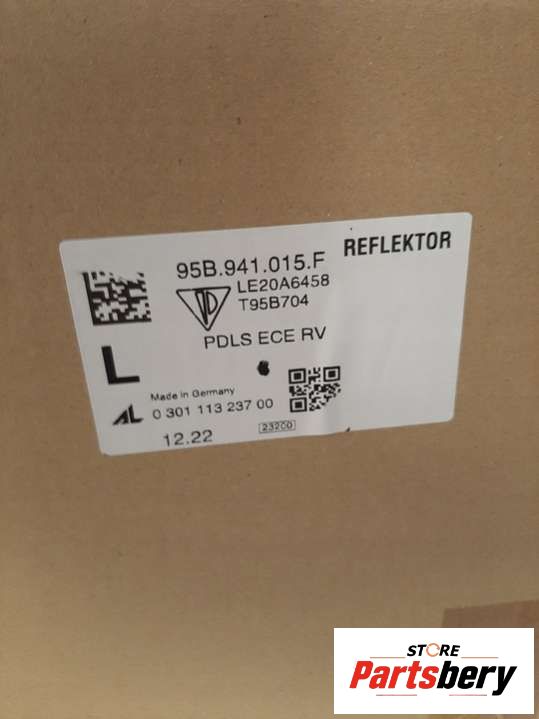 REFLEKTOR
95B.941.015.F
LE20A6458
T95B704
PDLS ECE RV
L
Made in Germany
AL 0 301 113 237 00
12.22
23200
STORE
Partsbery